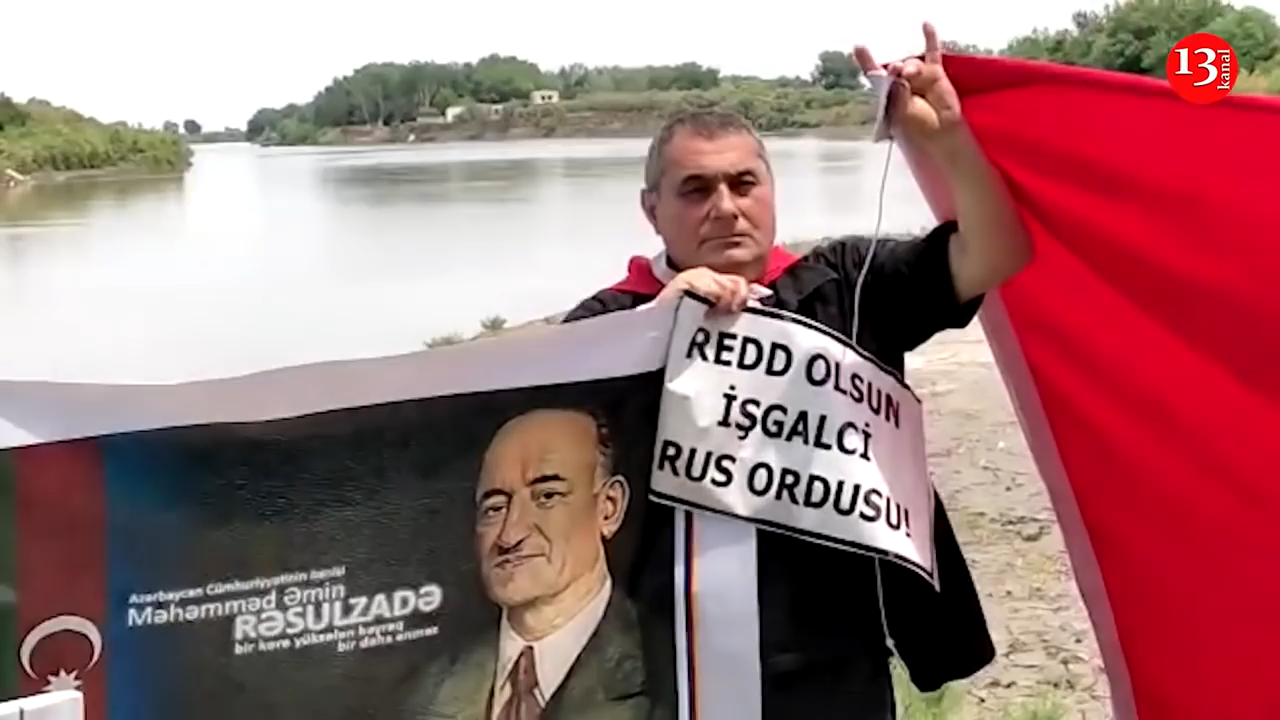 13
kanal
REDD OLSUN
İŞGALCİ
RUS ORDUSU!
Azərbaycan Cümhuriyyətinin banisi
Məhəmməd Əmin
RƏSULZADƏ
bir kərə yüksələn bayraq
bir daha enməz